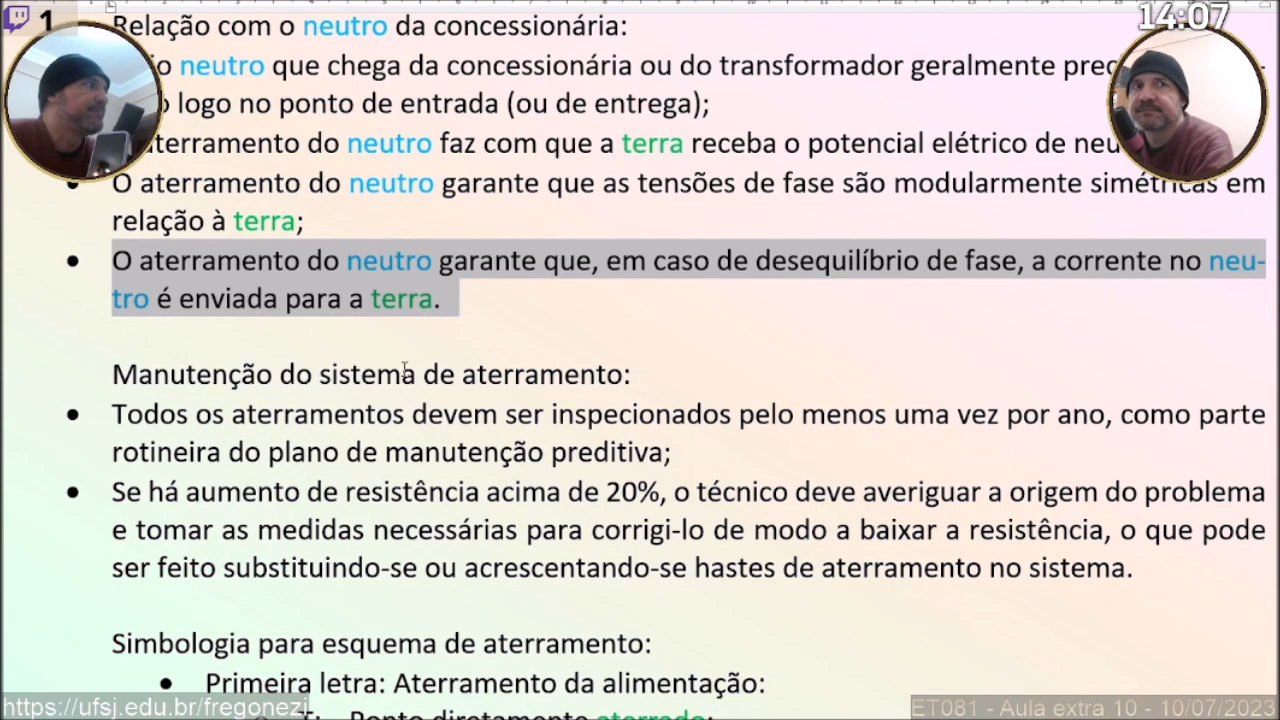 1
14:07
Relação com o neutro da concessionária:
neutro que chega da concessionária ou do transformador geralmente
logo no ponto de entrada (ou de entrega);
aterramento do neutro faz com que a terra receba o potencial elétrico de
O aterramento do neutro garante que as tensões de fase são modularmente simétricas em
relação à terra;
O aterramento do neutro garante que, em caso de desequilíbrio de fase, a corrente no neu-
tro é enviada para a terra.
Manutenção do sistema de aterramento:
Todos os aterramentos devem ser inspecionados pelo menos uma vez por ano, como parte
rotineira do plano de manutenção preditiva;
Se há aumento de resistência acima de 20%, o técnico deve averiguar a origem do problema
e tomar as medidas necessárias para corrigi-lo de modo a baixar a resistência, o que pode
ser feito substituindo-se ou acrescentando-se hastes de aterramento no sistema.
Simbologia para esquema de aterramento:
Primeira letra: Aterramento da alimentação:
Ponto diretamente aterrado;
https://ufsj.edu.br/fregonezi
ET081 - Aula extra 10 - 10/07/2023